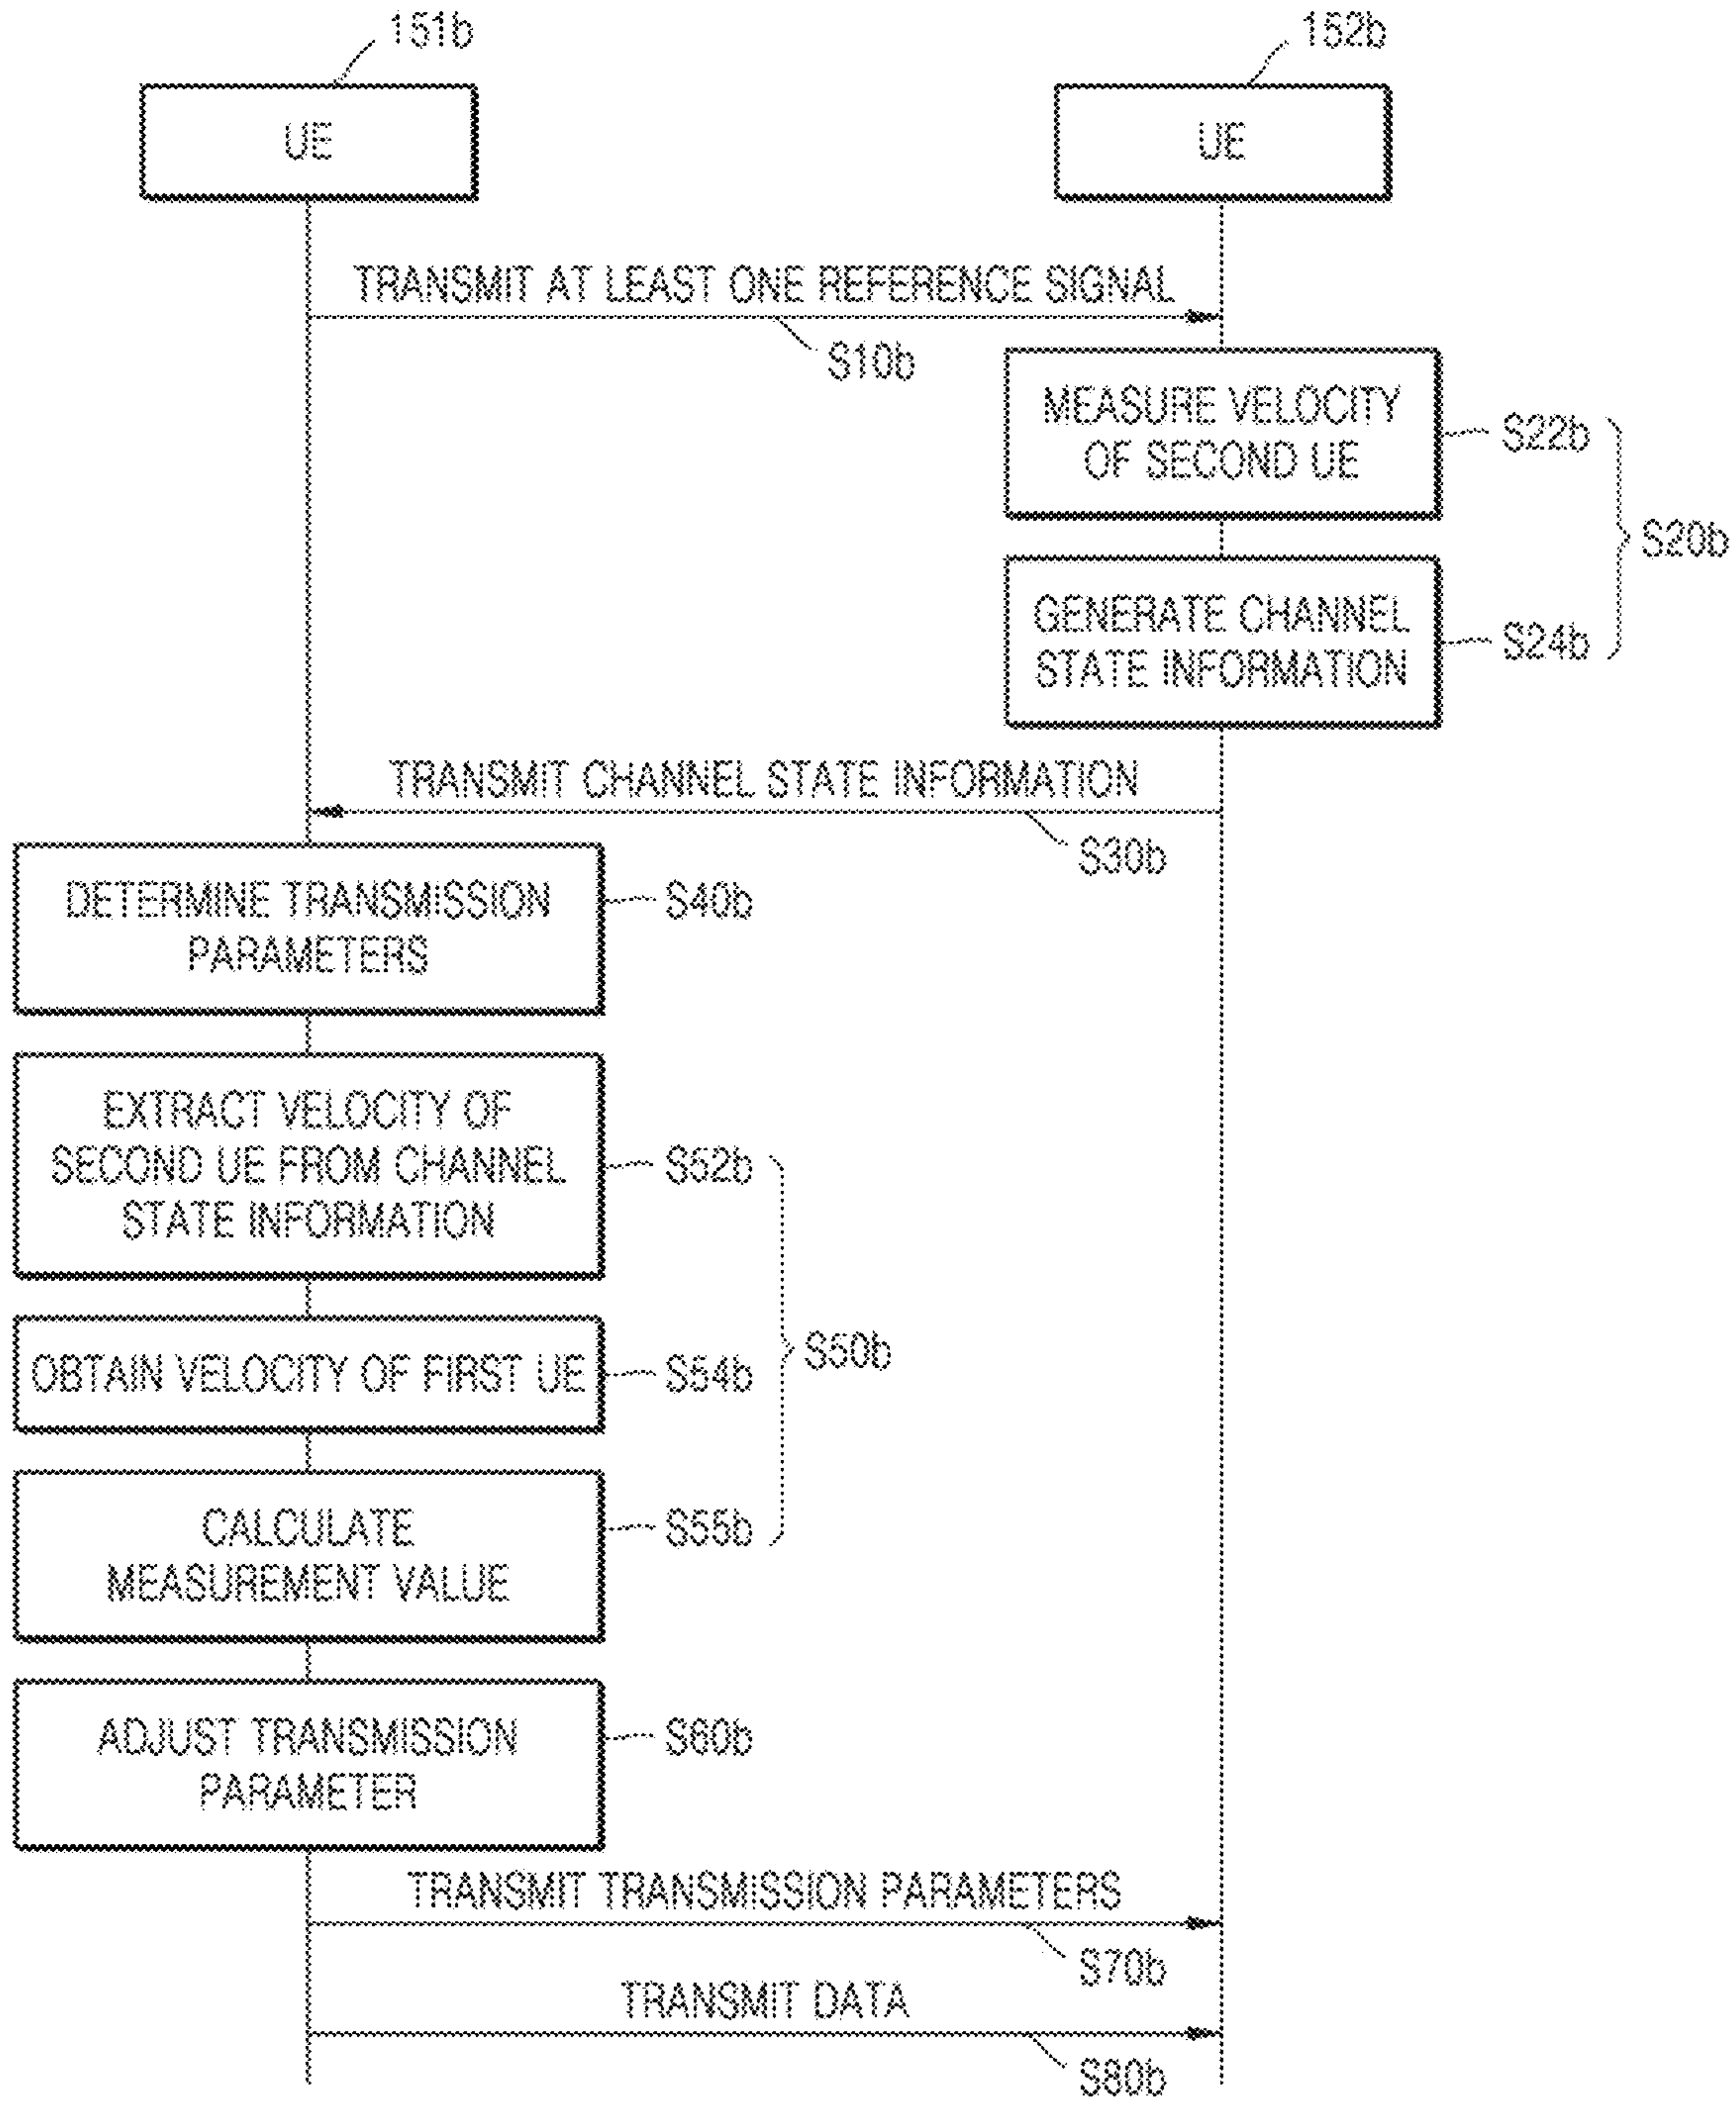 151b
152b
UE
UE
TRANSMIT AT LEAST ONE REFERENCE SIGNAL
S10b
MEASURE VELOCITY
OF SECOND UE
S22b
S20b
GENERATE CHANNEL
STATE INFORMATION
S24b
TRANSMIT CHANNEL STATE INFORMATION
S30b
DETERMINE TRANSMISSION
PARAMETERS
S40b
EXTRACT VELOCITY OF
SECOND UE FROM CHANNEL
STATE INFORMATION
S52b
OBTAIN VELOCITY OF FIRST UE
S54b
S50b
CALCULATE
MEASUREMENT VALUE
S55b
ADJUST TRANSMISSION
PARAMETER
S60b
TRANSMIT TRANSMISSION PARAMETERS
S70b
TRANSMIT DATA
S80b